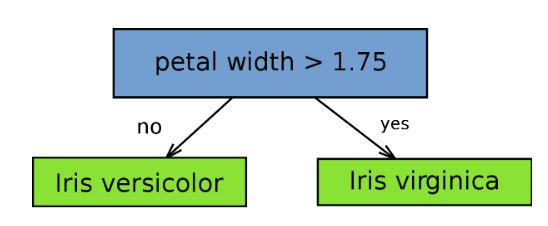 petal width > 1.75
no
yes
Iris versicolor
Iris virginica